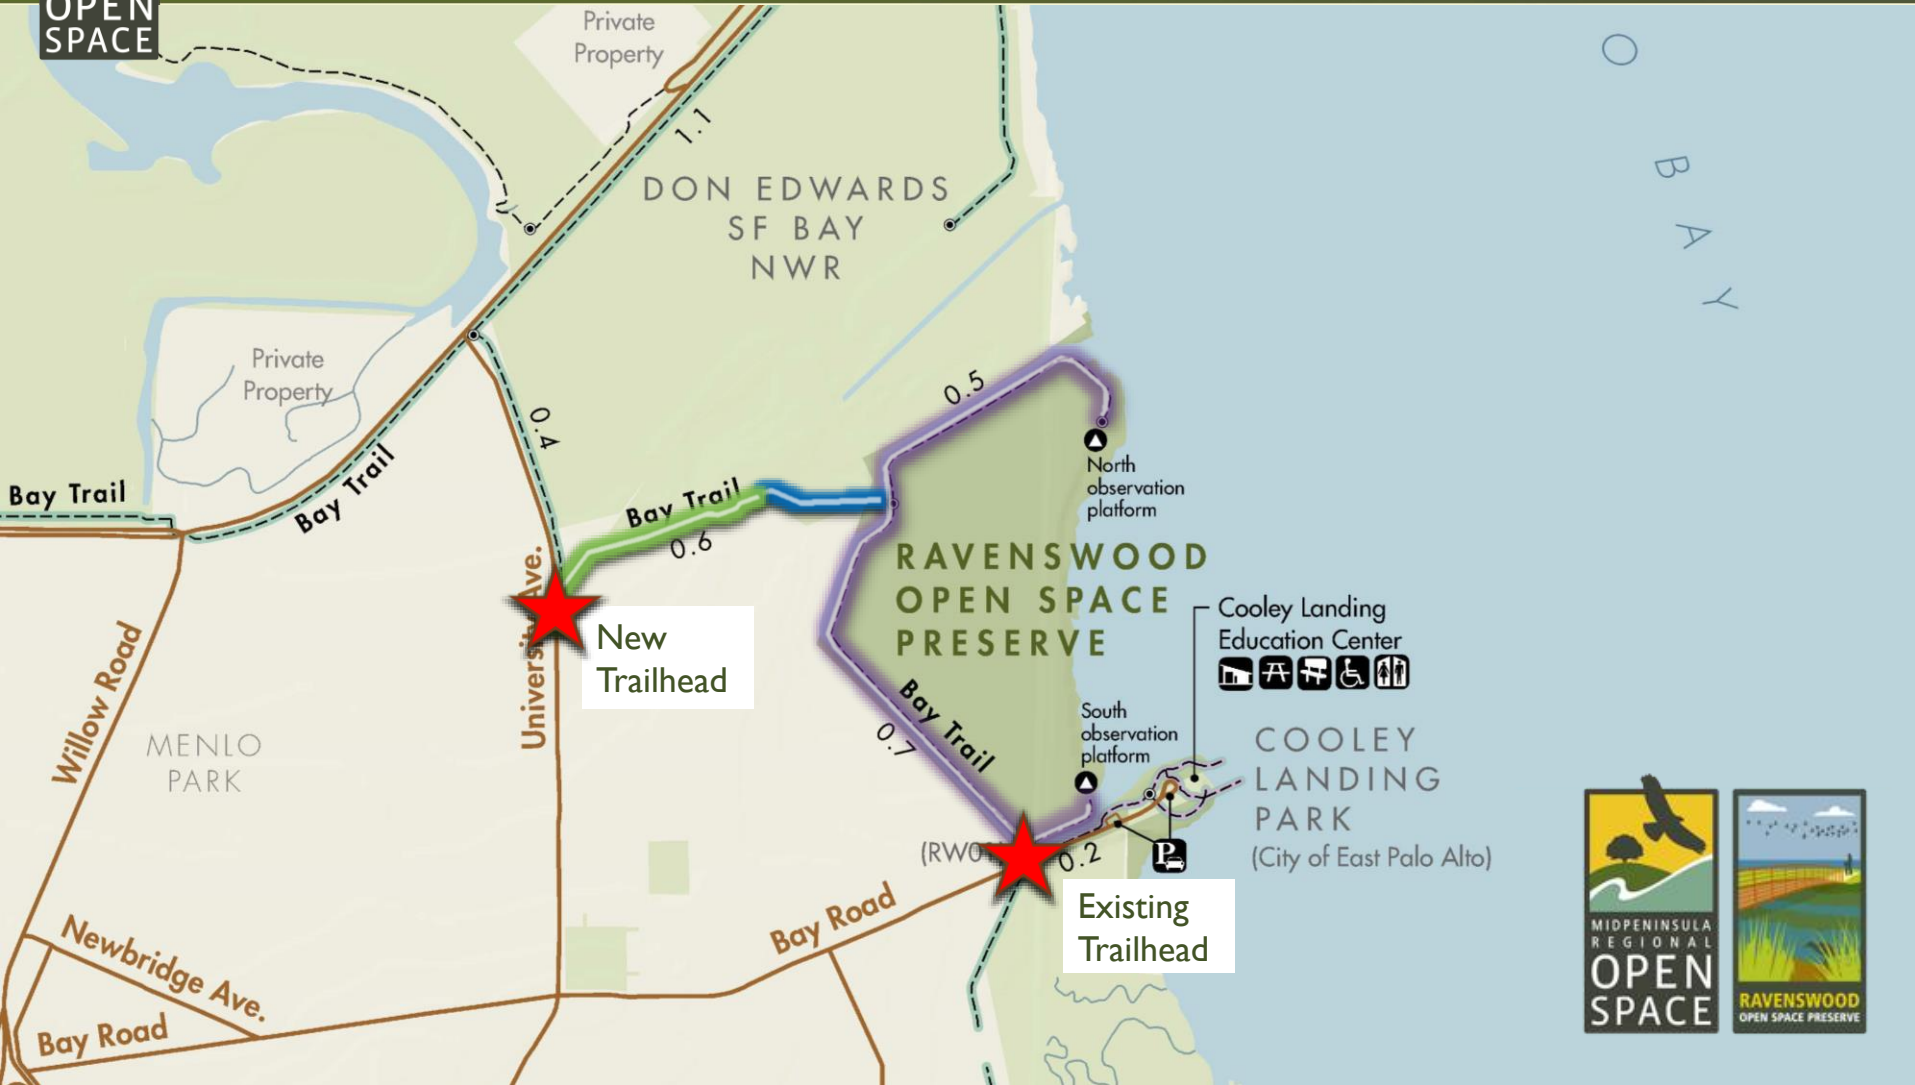 OPEN
SPACE
Private
Property
1.1
O
B
A
Y
DON EDWARDS
SF BAY
NWR
Private
Property
0.4
0.5
Bay Trail
Bay Trail
Bay Trail
0.6
North
observation
platform
RAVENSWOOD
OPEN SPACE
PRESERVE
University Ave.
New
Trailhead
Cooley Landing
Education Center
Willow Road
MENLO
PARK
Bay Trail
0.7
South
observation
platform
COOLEY
LANDING
PARK
(City of East Palo Alto)
(RW0
0.2
P
Existing
Trailhead
Bay Road
Newbridge Ave.
Bay Road
MIDPENINSULA
REGIONAL
OPEN
SPACE
RAVENSWOOD
OPEN SPACE PRESERVE